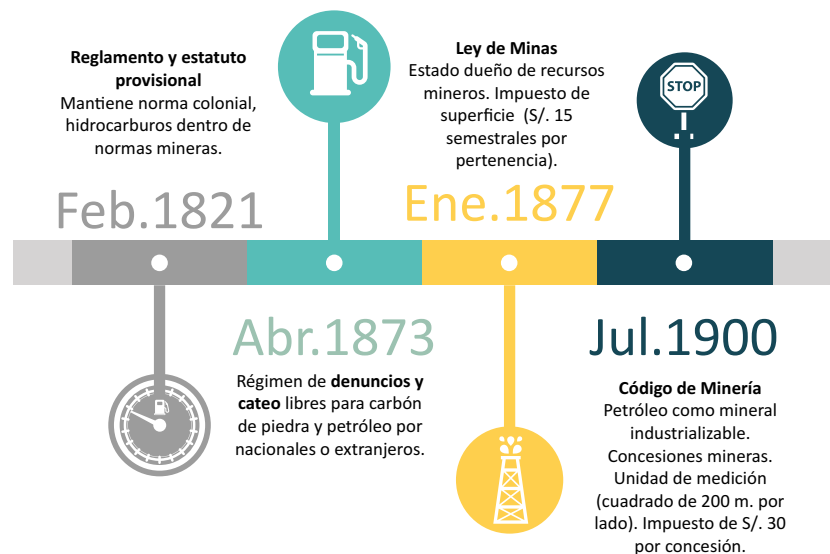 Reglamento y estatuto
provisional
Mantiene norma colonial,
hidrocarburos dentro de
normas mineras.
Feb.1821
Abr.1873
Régimen de denuncios y
cateo libres para carbón
de piedra y petróleo por
nacionales o extranjeros.
Ley de Minas
Estado dueño de recursos
mineros. Impuesto de
superficie (S/. 15
semestrales por
pertenencia).
Ene.1877
STOP
Jul.1900
Código de Minería
Petróleo como mineral
industrializable.
Concesiones mineras.
Unidad de medición
(cuadrado de 200 m. por
lado). Impuesto de S/. 30
por concesión.